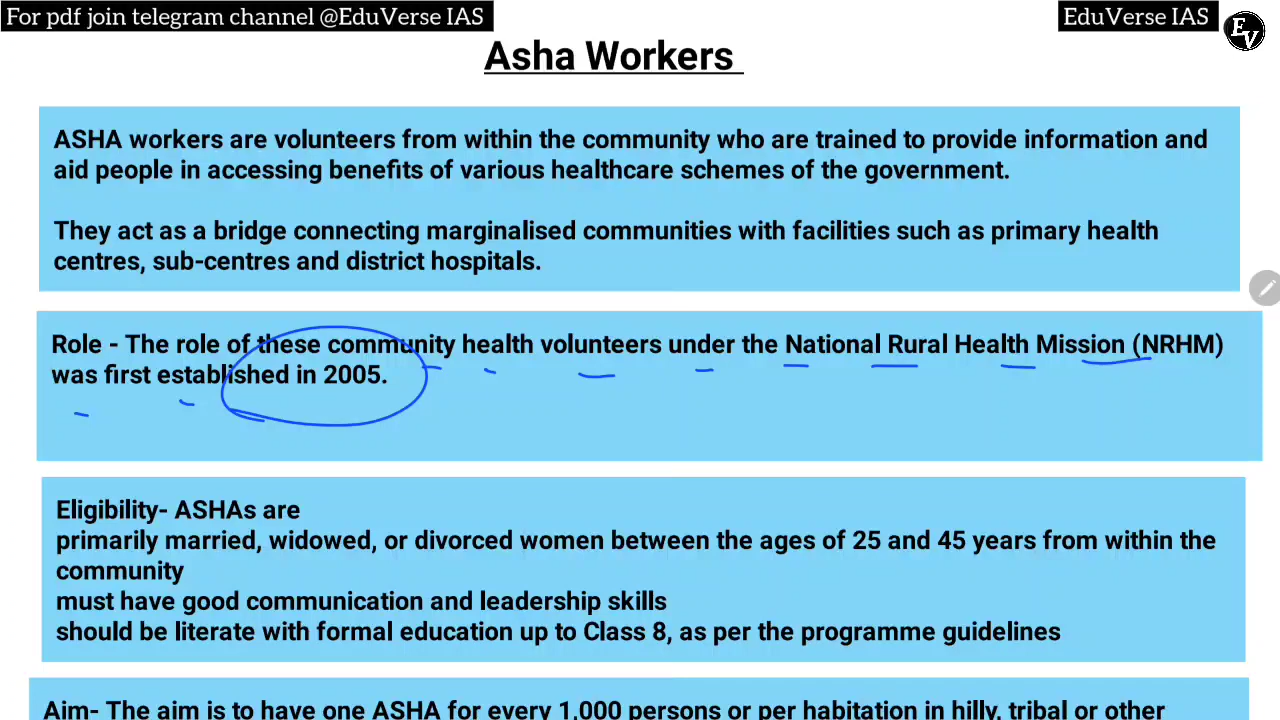 For pdf join telegram channel @EduVerse IAS
EduVerse IAS
EV
Asha Workers
ASHA workers are volunteers from within the community who are trained to provide information and
aid people in accessing benefits of various healthcare schemes of the government.
They act as a bridge connecting marginalised communities with facilities such as primary health
centres, sub-centres and district hospitals.
Role - The role of these community health volunteers under the National Rural Health Mission (NRHM)
was first established in 2005.
Eligibility- ASHAs are
primarily married, widowed, or divorced women between the ages of 25 and 45 years from within the
community
must have good communication and leadership skills
should be literate with formal education up to Class 8, as per the programme guidelines
Aim- The aim is to have one ASHA for every 1,000 persons or per habitation in hilly, tribal or other